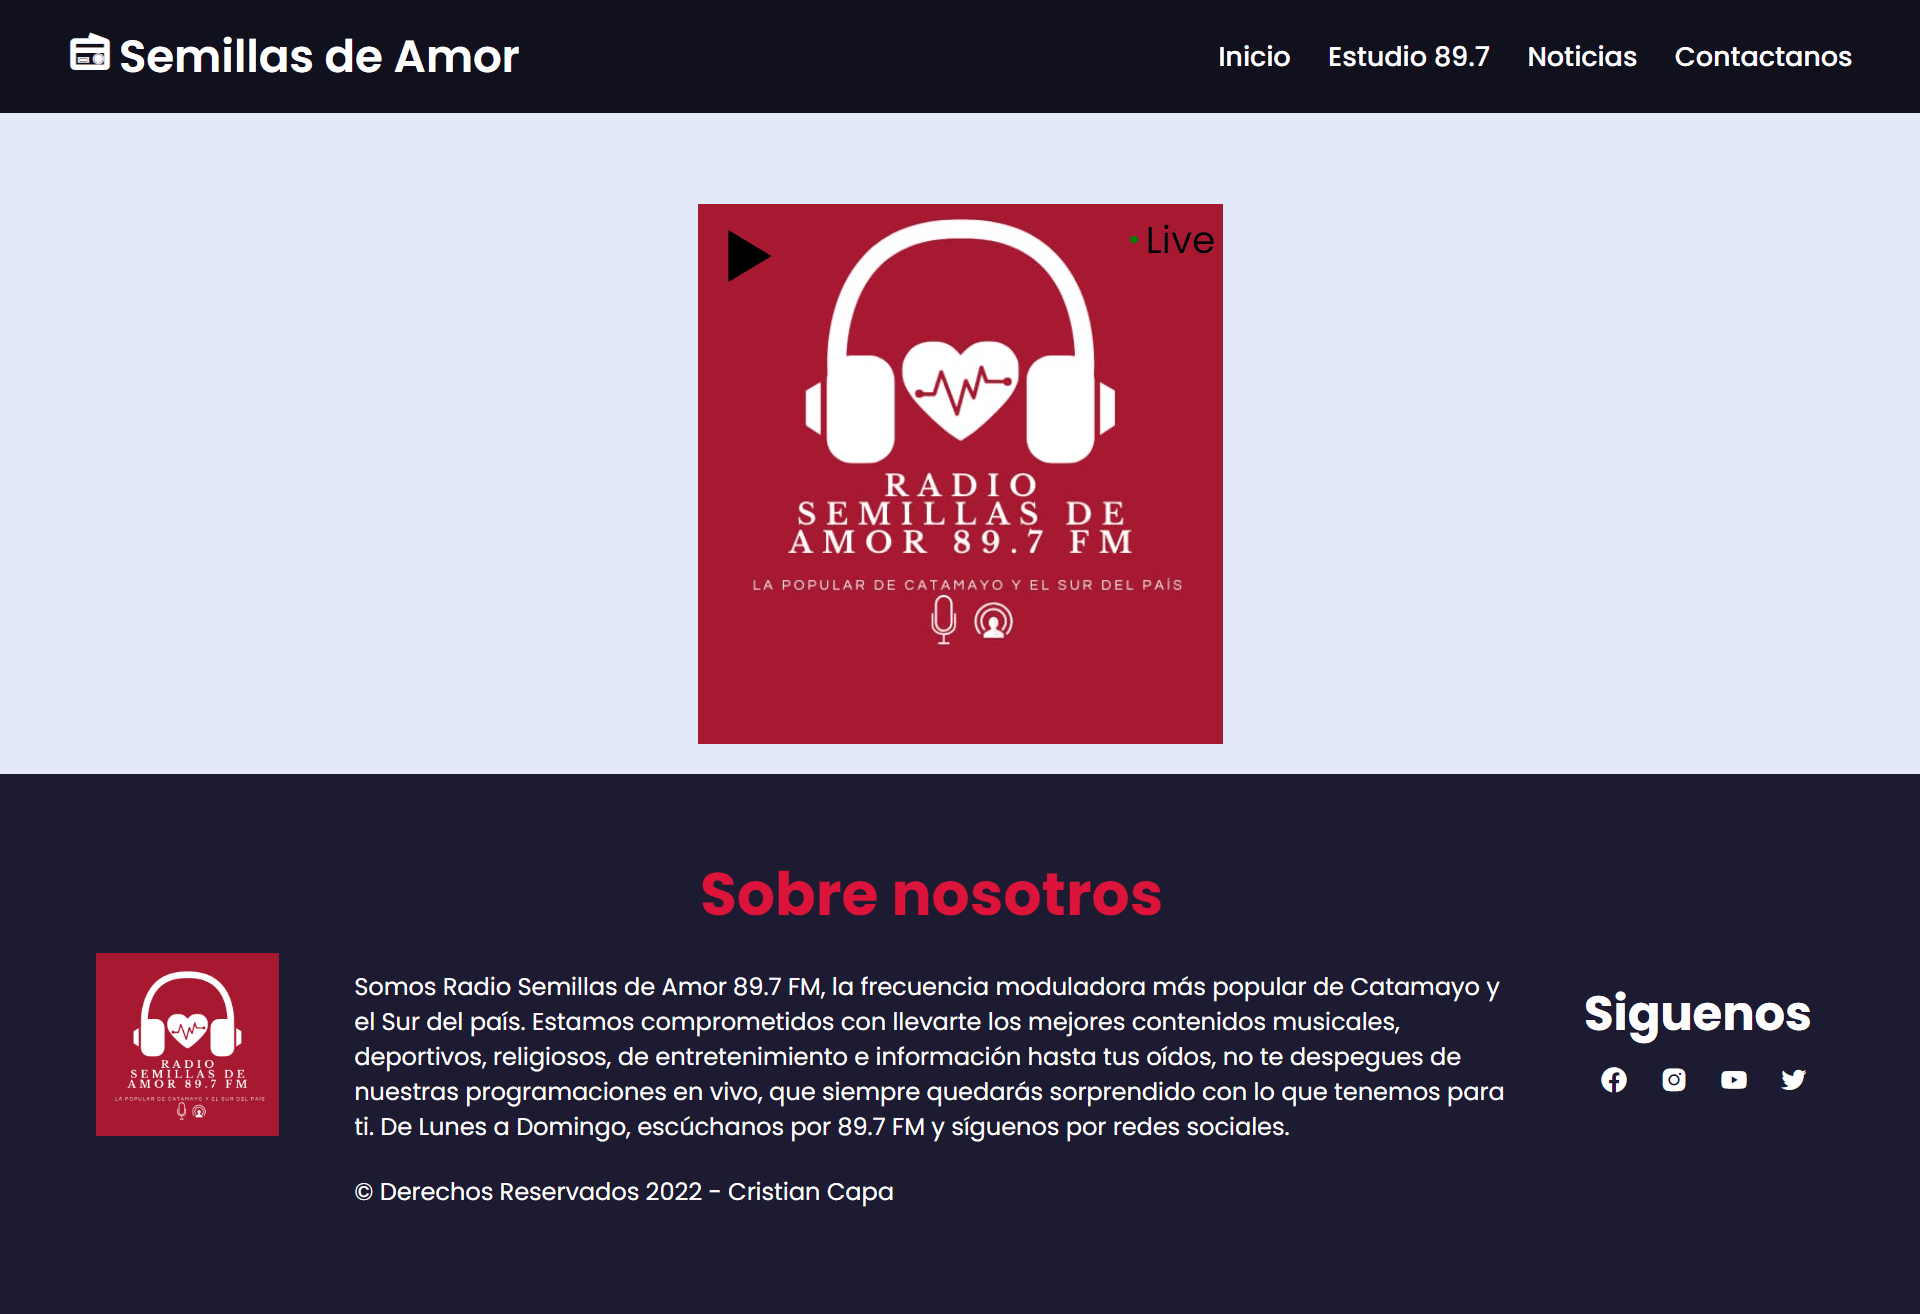 Semillas de Amor
Inicio Estudio 89.7 Noticias Contactanos
Live
RADIO
SEMILLAS DE
AMOR 89.7 FM
LA POPULAR DE CATAMAYO Y EL SUR DEL PAÍS
Sobre nosotros
RADIO
SEMILLAS DE
AMOR 89.7 FM
LA POPULAR DE CATAMAYO Y EL SUR DEL PAÍS
Somos Radio Semillas de Amor 89.7 FM, la frecuencia moduladora más popular de Catamayo y
el Sur del país. Estamos comprometidos con llevarte los mejores contenidos musicales,
deportivos, religiosos, de entretenimiento e información hasta tus oídos, no te despegues de
nuestras programaciones en vivo, que siempre quedarás sorprendido con lo que tenemos para
ti. De Lunes a Domingo, escúchanos por 89.7 FM y síguenos por redes sociales.
© Derechos Reservados 2022 - Cristian Capa
Siguenos